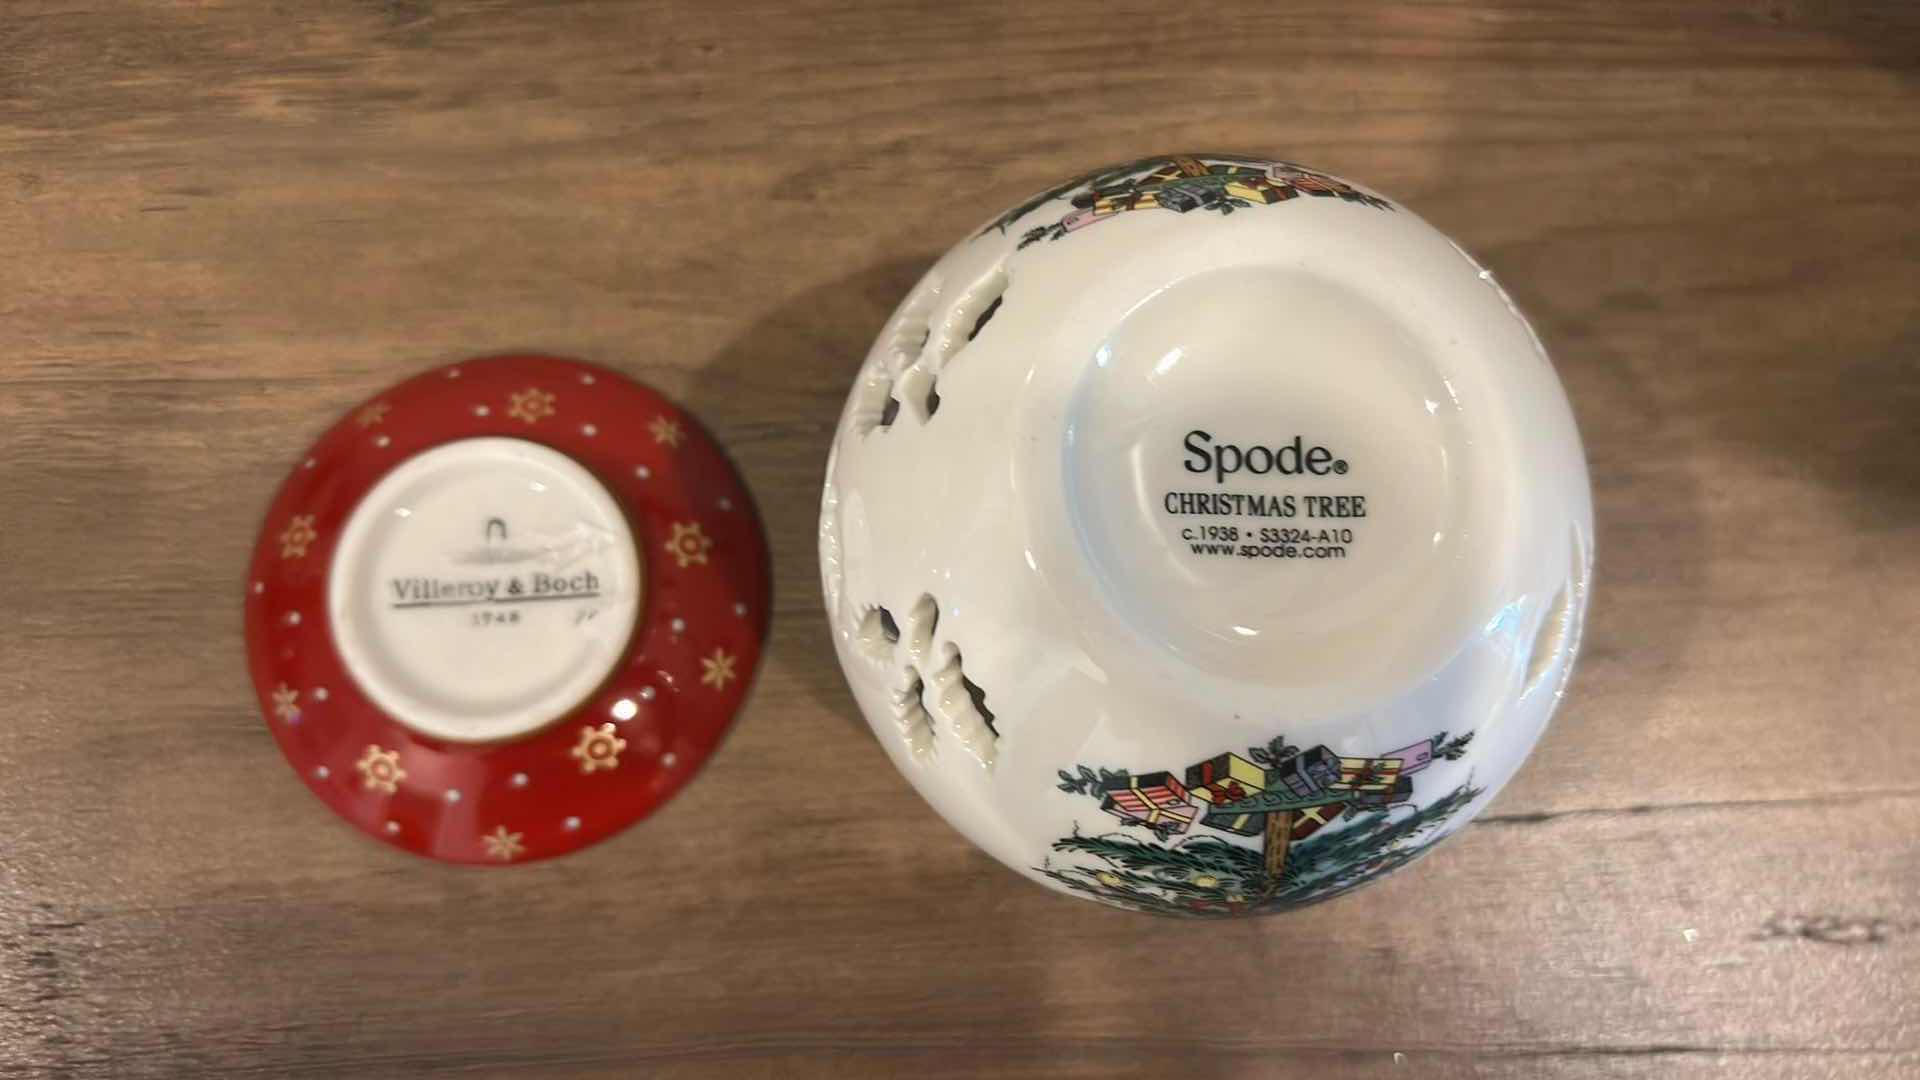 Villeroy & Boch
1748
Spode®
CHRISTMAS TREE
c.1938 • S3324-A10
www.spode.com